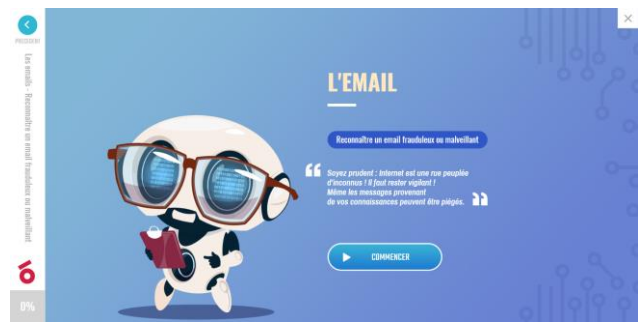 PRÉCÉDENT
Les emails - Reconnaître un email frauduleux ou malveillant
0%
L'EMAIL
Reconnaître un email frauduleux ou malveillant
“ Soyez prudent : Internet est une rue peuplée
d'inconnus ! Il faut rester vigilant !
Même les messages provenant
de vos connaissances peuvent être piégés. ”
COMMENCER